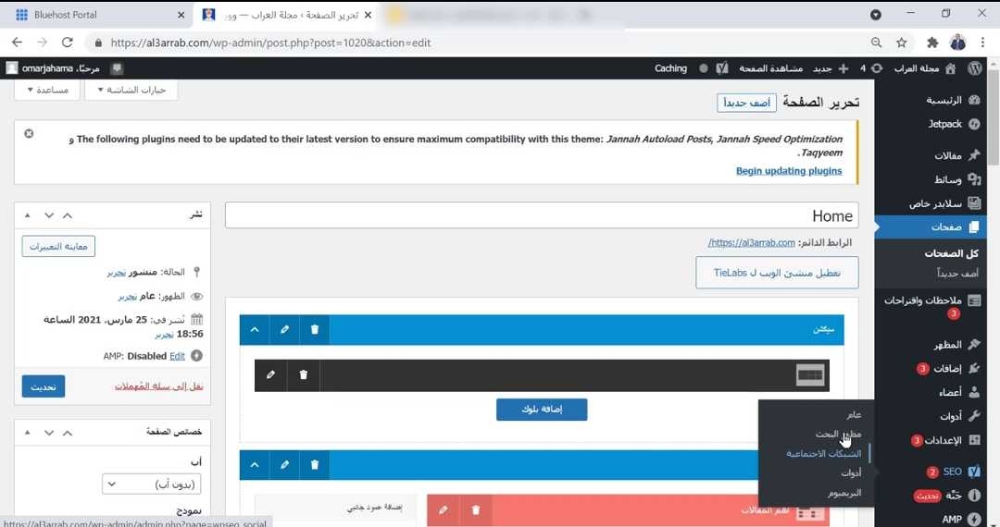 Bluehost Portal
تحرير الصفحة ‹ مجلة العراب — وور
https://al3arrab.com/wp-admin/post.php?post=1020&action=edit
مجلة العراب
4
جديد
مشاهدة الصفحة
Caching
مرحبًا، omarjahama
خيارات الشاشة
مساعدة
تحرير الصفحة
أضف جديداً
The following plugins need to be updated to their latest version to ensure maximum compatibility with this theme: Jannah Autoload Posts, Jannah Speed Optimization و
Taqyeem.
Begin updating plugins
Home
الرابط الدائم: https://al3arrab.com/
تعطيل منشئ الويب ل TieLabs
سيكشن
إضافة بلوك
إضافة عمود جانبي
اهم المقالات
نشر
معاينة التغييرات
الحالة: منشور تحرير
الظهور: عام تحرير
نُشر في: 25 مارس، 2021 الساعة
18:56 تحرير
AMP: Disabled Edit
نقل إلى سلة المُهملات
تحديث
خصائص الصفحة
أب
(بدون أب)
نموذج
الرئيسية
Jetpack
مقالات
وسائط
سلايدر خاص
صفحات
كل الصفحات
أضف جديداً
ملاحظات واقتراحات
3
المظهر
إضافات 3
أعضاء
أدوات
الإعدادات 3
SEO 2
جنّة تحديث
AMP
عام
مظهر البحث
الشبكات الاجتماعية
أدوات
البريميوم
https://al3arrab.com/wp-admin/admin.php?page=wpseo_social